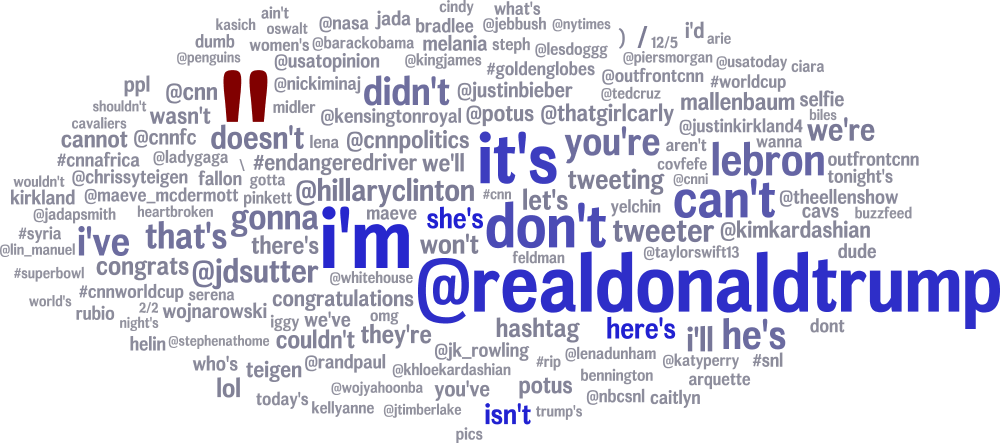 cindy what's
ain't
kasich oswalt @nasa jada bradlee @jebbush @nytimes ) / 12/5 i'd arie
dumb women's @barackobama melania steph @lesdoggg
@penguins @usatopinion @kingjames @piersmorgan @usatoday ciara
#goldenglobes @outfrontcnn #worldcup
ppl @cnn " @nickiminaj didn't @justinbieber @tedcruz mallenbaum selfie
shouldn't wasn't midler @kensingtonroyal @potus @thatgirlcarly biles
cavaliers cannot @cnnfc doesn't lena @cnnpolitics it's you're @justinkirkland4 we're
aren't wanna
#cnnafrica @ladygaga \ #endangeredriver we'll covfefe lebron outfrontcnn
wouldn't @chrissyteigen fallon gotta tweeting @cnni tonight's
kirkland @maeve_mcdermott pinkett @hillaryclinton #cnn let's yelchin can't @theellenshow
@jadapsmith heartbroken gonna maeve she's don't cavs buzzfeed
#syria i've that's i'm tweeter @kimkardashian
@lin_manuel there's won't feldman @taylorswift13 dude
#superbowl congrats @jdsutter @whitehouse @realdonaldtrump
world's #cnnworldcup serena congratulations
rubio 2/2 wojnarowski iggy we've omg
night's hashtag here's i'll he's dont
helin @stephenathome couldn't they're
who's teigen @randpaul @jk_rowling #rip @lenadunham @katyperry #snl
@khloekardashian bennington arquette
lol @wojyahoonba you've potus @nbcsnl caitlyn
today's kellyanne @jtimberlake isn't trump's
pics